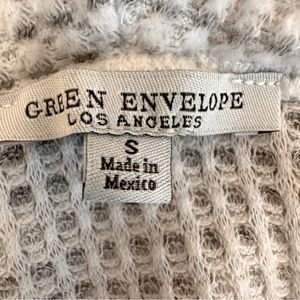 GREEN ENVELOPE
LOS ANGELES
S
Made in
Mexico